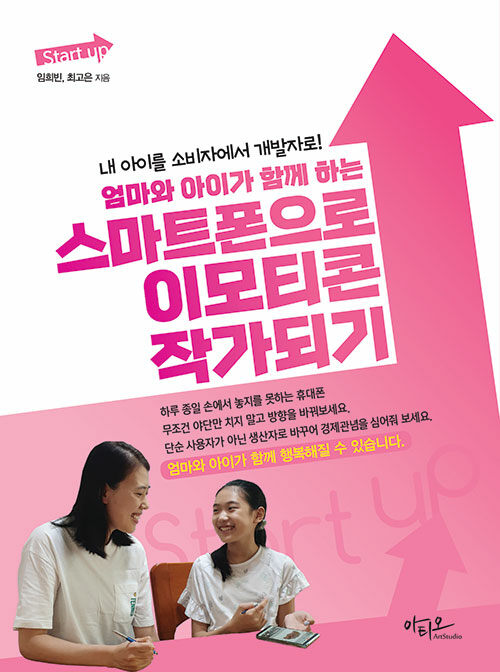 Start up
임희빈, 최고은 지음
내 아이를 소비자에서 개발자로!
엄마와 아이가 함께 하는
스마트폰으로
이모티콘
작가되기
하루 종일 손에서 놓지를 못하는 휴대폰
무조건 야단만 치지 말고 방향을 바꿔보세요.
단순 사용자가 아닌 생산자로 바꾸어 경제관념을 심어줘 보세요.
엄마와 아이가 함께 행복해질 수 있습니다.
Start up
아티오
ArtStudio